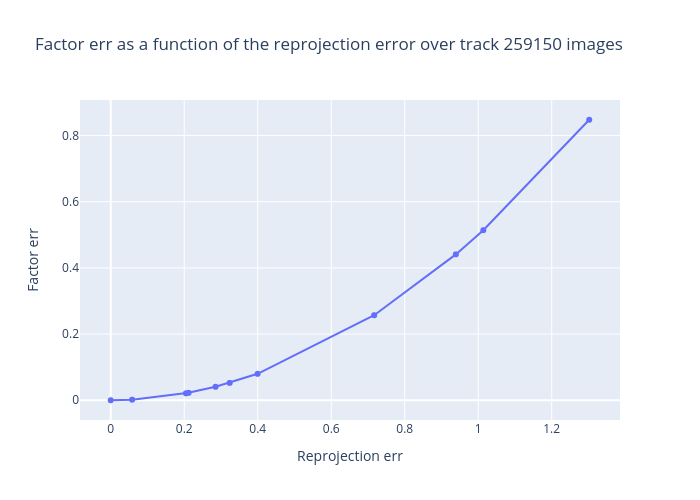 Factor err as a function of the reprojection error over track 259150 images
0.8
0.6
0.4
0.2
0
Factor err
0 0.2 0.4 0.6 0.8 1 1.2
Reprojection err